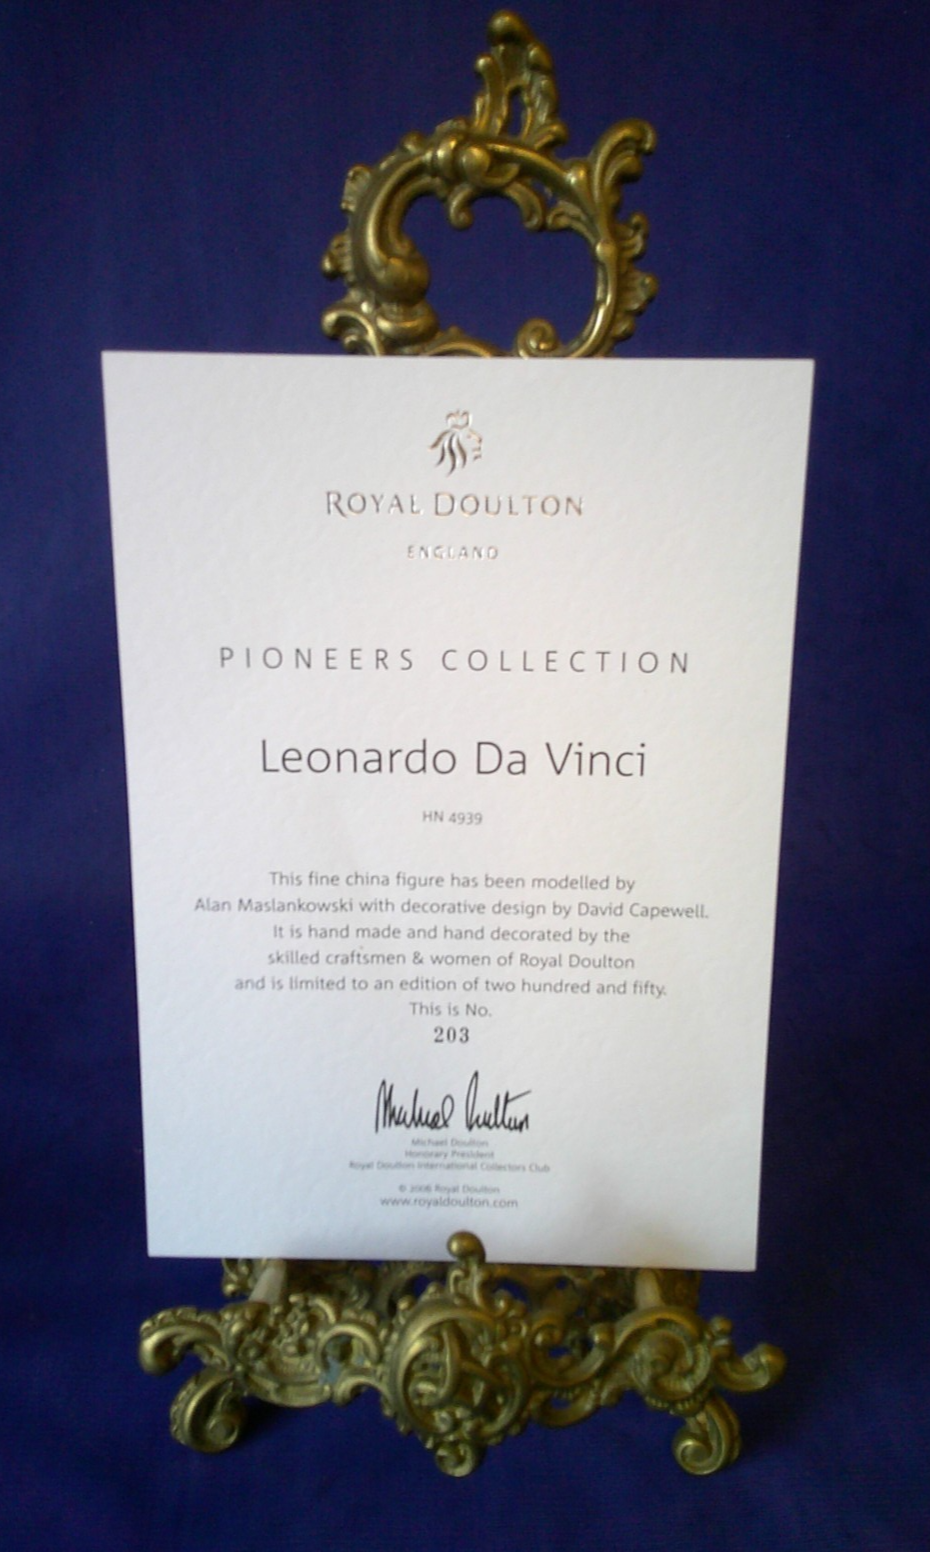 ROYAL DOULTON
ENGLAND
PIONEERS COLLECTION
Leonardo Da Vinci
HN 4939
This fine china figure has been modelled by
Alan Maslankowski with decorative design by David Capewell.
It is hand made and hand decorated by the
skilled craftsmen & women of Royal Doulton
and is limited to an edition of two hundred and fifty.
This is No.
203
Michael Doulton
Michael Doulton
Honorary President
Royal Doulton International Collectors Club
© 2006 Royal Doulton
www.royaldoulton.com